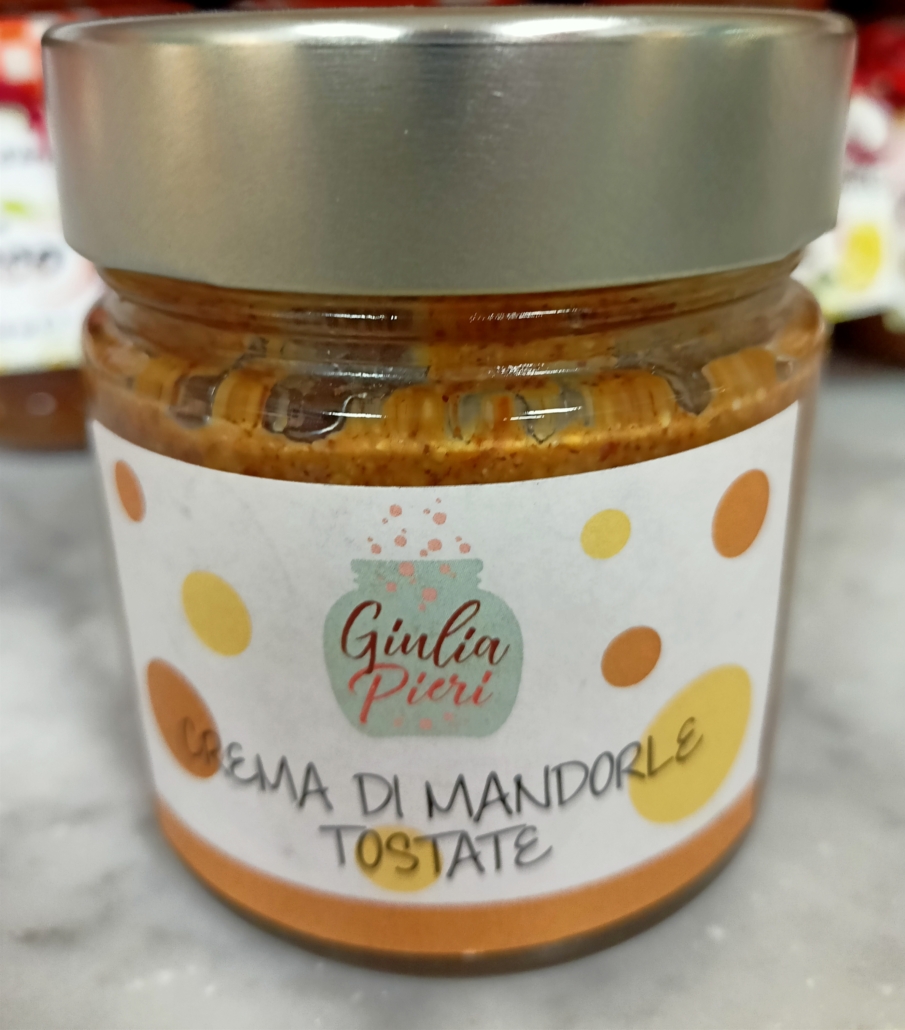 Giulia
Pieri
CREMA DI MANDORLE
TOSTATE